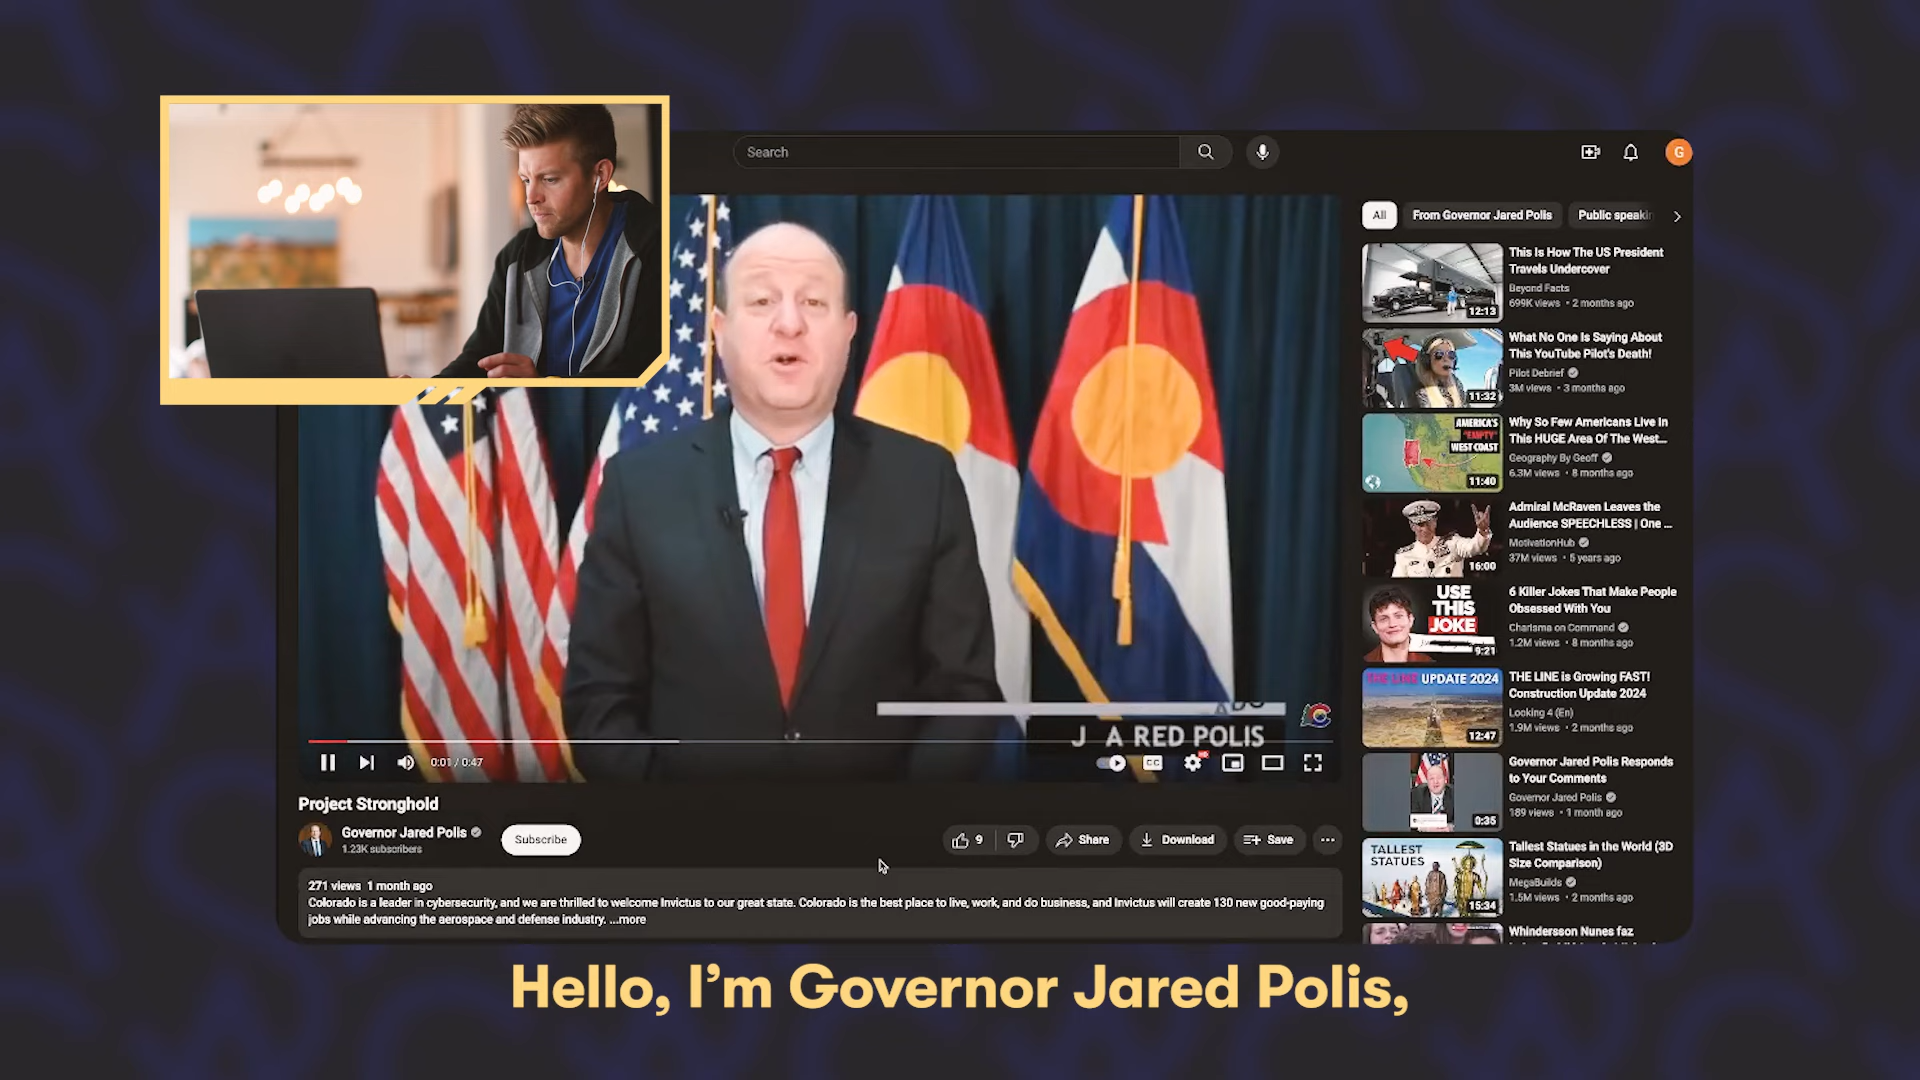 Search
G
All
From Governor Jared Polis
Public speakin
This Is How The US President
Travels Undercover
Beyond Facts
699K views • 2 months ago
12:13
What No One Is Saying About
This YouTube Pilot's Death!
Pilot Debrief
3M views • 3 months ago
11:32
AMERICA'S
"EMPTY"
WEST COAST
11:40
Why So Few Americans Live In
This HUGE Area Of The West...
Geography By Geoff
6.3M views • 8 months ago
Admiral McRaven Leaves the
Audience SPEECHLESS | One ...
MotivationHub
37M views • 5 years ago
16:00
USE
THIS
JOKE
9:21
6 Killer Jokes That Make People
Obsessed With You
Charisma on Command
1.2M views • 8 months ago
THE LINE UPDATE 2024
12:47
THE LINE is Growing FAST!
Construction Update 2024
Looking 4 (En)
1.9M views • 2 months ago
Governor Jared Polis Responds
to Your Comments
Governor Jared Polis
189 views • 1 month ago
0:35
TALLEST
STATUES
15:34
Tallest Statues in the World (3D
Size Comparison)
MegaBuilds
1.5M views • 2 months ago
Whindersson Nunes faz
J A RED POLIS
0:01 / 0:47
CC
HD
Project Stronghold
Governor Jared Polis
1.23K subscribers
Subscribe
9
Share
Download
Save
271 views 1 month ago
Colorado is a leader in cybersecurity, and we are thrilled to welcome Invictus to our great state. Colorado is the best place to live, work, and do business, and Invictus will create 130 new good-paying
jobs while advancing the aerospace and defense industry. ...more
Hello, I'm Governor Jared Polis,